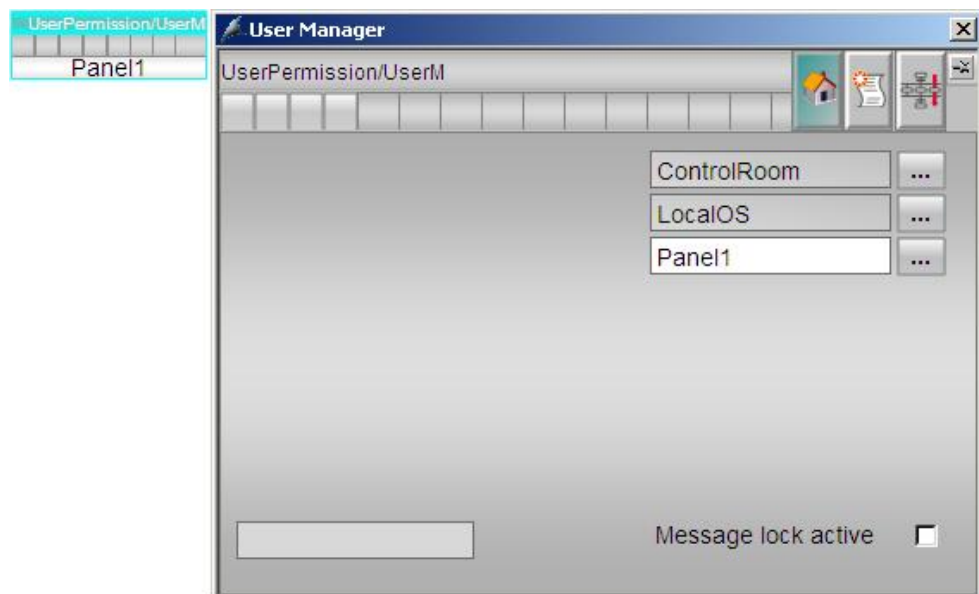 UserPermission/UserM
Panel1
User Manager
UserPermission/UserM
ControlRoom
...
LocalOS
...
Panel1
...
Message lock active